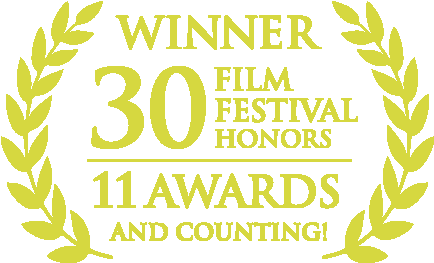 WINNER
30 FILM
FESTIVAL
HONORS
11 AWARDS
AND COUNTING!